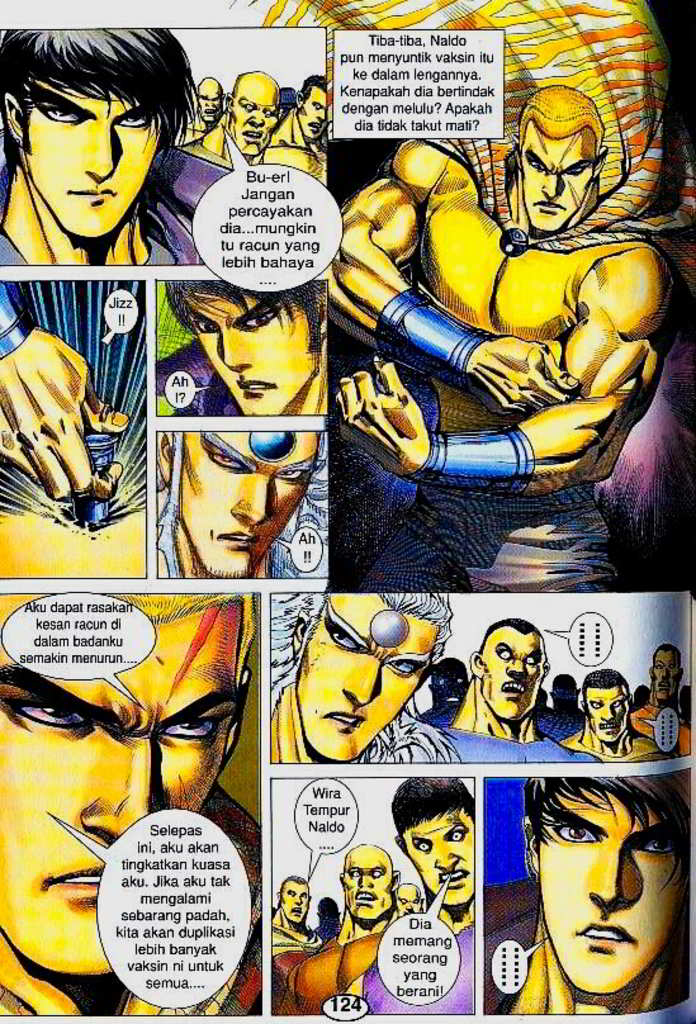 Bu-er!
Jangan
percayakan
dia...mungkin
tu racun yang
lebih bahaya
....
Tiba-tiba, Naldo
pun menyuntik vaksin itu
ke dalam lengannya.
Kenapakah dia bertindak
dengan melulu? Apakah
dia tidak takut mati?
Jizz
!!
Ah
!?
Ah
!!
Aku dapat rasakan
kesan racun di
dalam badanku
semakin menurun....
Selepas
ini, aku akan
tingkatkan kuasa
aku. Jika aku tak
mengalami
sebarang padah,
kita akan duplikasi
lebih banyak
vaksin ni untuk
semua....
Wira
Tempur
Naldo
....
Dia
memang
seorang
yang
berani!
124